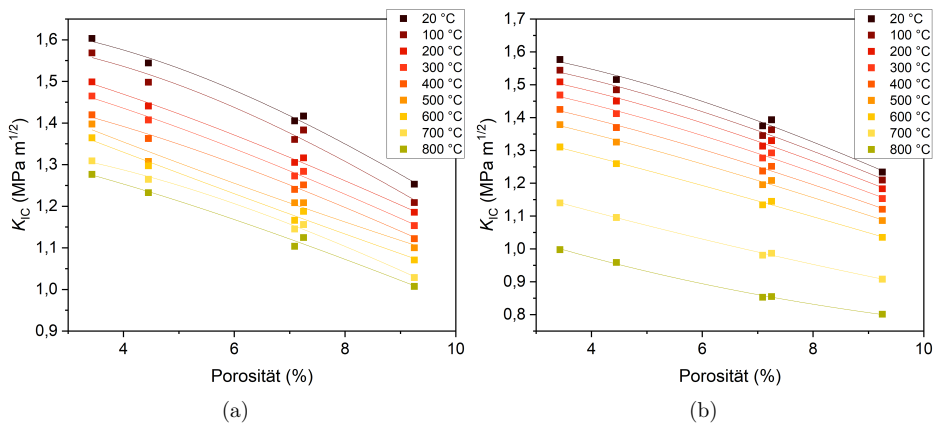 20 °C
100 °C
200 °C
300 °C
400 °C
500 °C
600 °C
700 °C
800 °C
1,6
1,5
1,4
1,3
1,2
1,1
1,0
0,9
K_IC (MPa m^1/2)
4 6 8 10
Porosität (%)
(a)
20 °C
100 °C
200 °C
300 °C
400 °C
500 °C
600 °C
700 °C
800 °C
1,7
1,6
1,5
1,4
1,3
1,2
1,1
1,0
0,9
0,8
K_IC (MPa m^1/2)
4 6 8 10
Porosität (%)
(b)